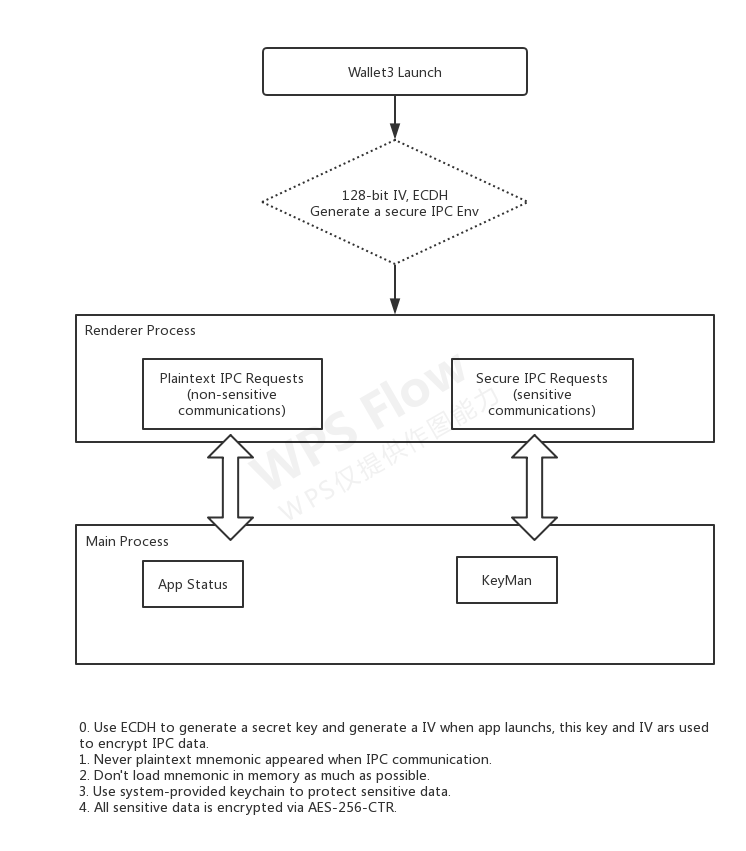 Wallet3 Launch
128-bit IV, ECDH
Generate a secure IPC Env
Renderer Process
Plaintext IPC Requests
(non-sensitive
communications)
Secure IPC Requests
(sensitive
communications)
WPS Flow
WPS仅提供作图能力
Main Process
App Status
KeyMan
0. Use ECDH to generate a secret key and generate a IV when app launchs, this key and IV ars used
to encrypt IPC data.
1. Never plaintext mnemonic appeared when IPC communication.
2. Don't load mnemonic in memory as much as possible.
3. Use system-provided keychain to protect sensitive data.
4. All sensitive data is encrypted via AES-256-CTR.